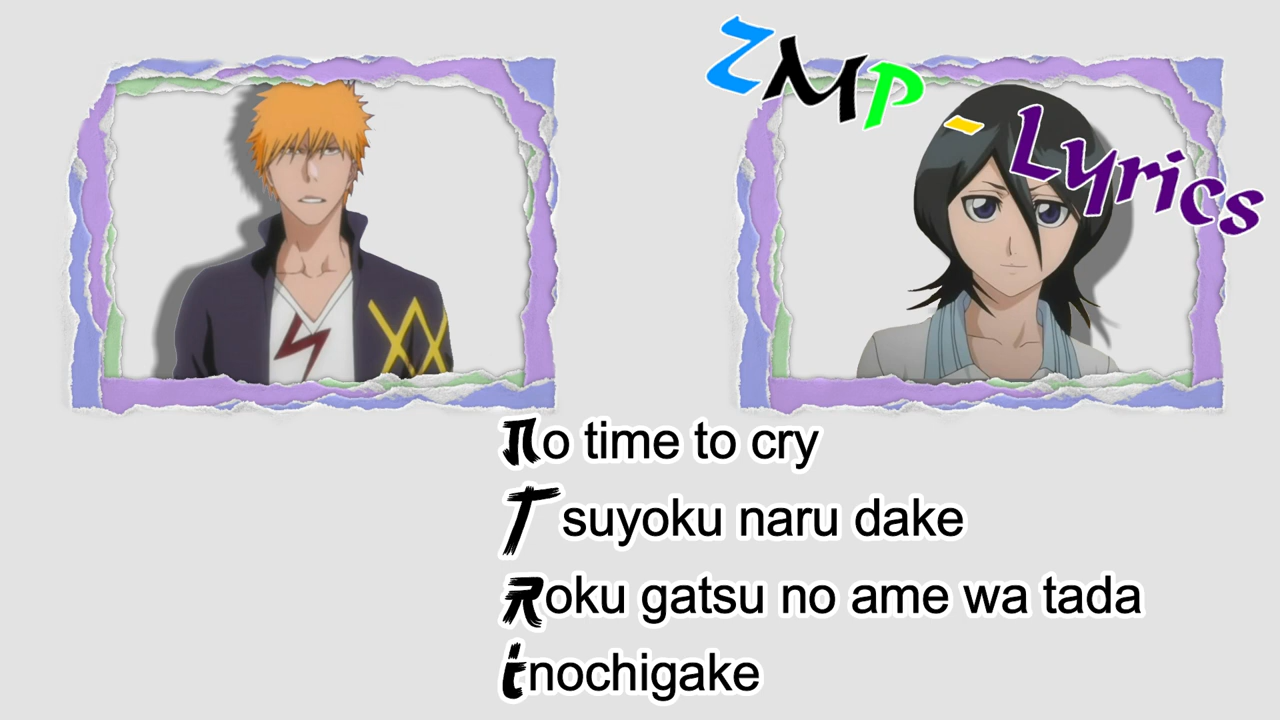 ZMP - Lyrics
No time to cry
Tsuyoku naru dake
Roku gatsu no ame wa tada
inochigake